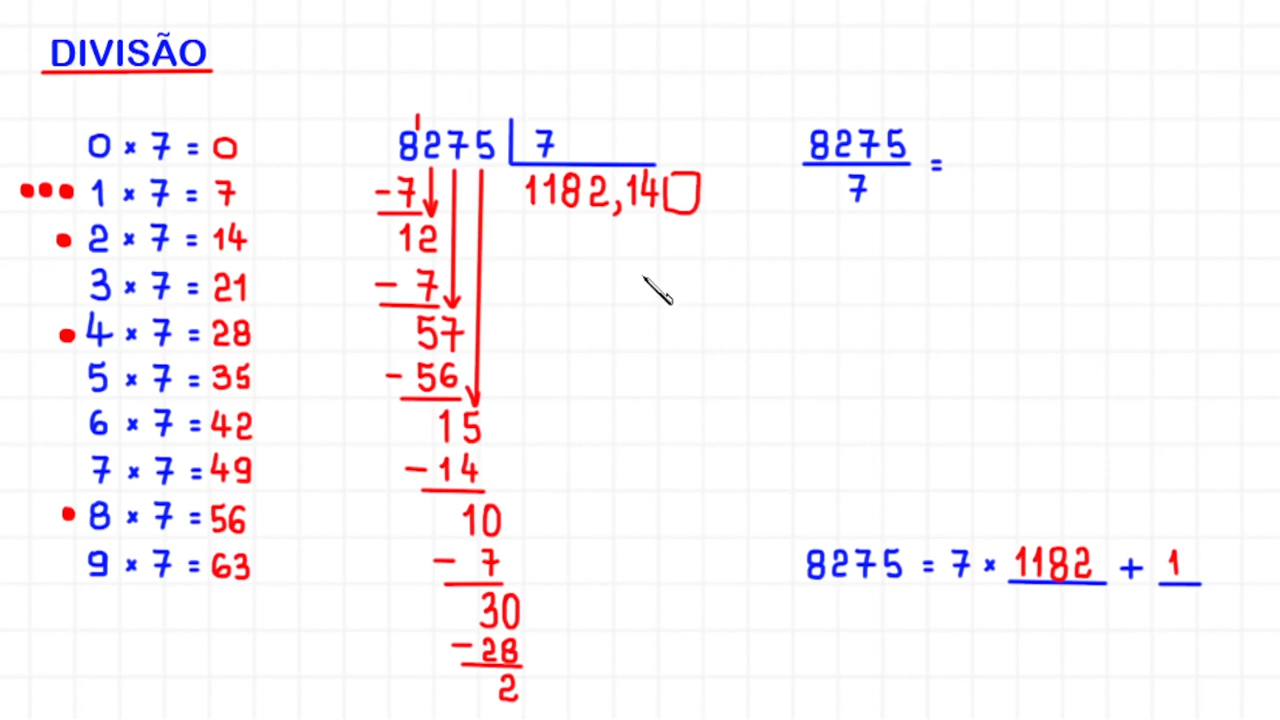 DIVISÃO
0 × 7 = 0
1 × 7 = 7
2 × 7 = 14
3 × 7 = 21
4 × 7 = 28
5 × 7 = 35
6 × 7 = 42
7 × 7 = 49
8 × 7 = 56
9 × 7 = 63
1
8275 7
-7 1182,14
12
- 7
57
- 56
15
- 14
10
- 7
30
- 28
2
8275
=
7
8275 = 7 × 1182 + 1